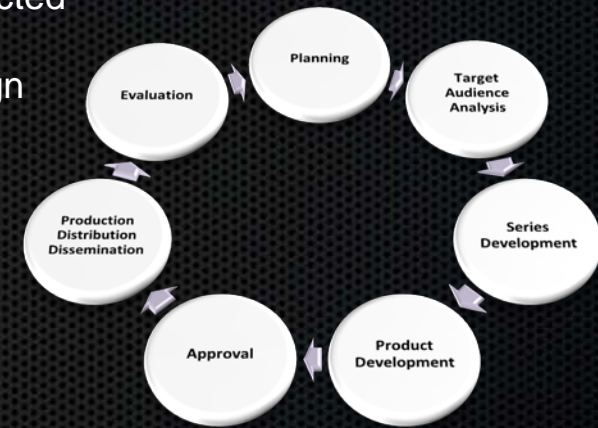 Planning
Target
Audience
Analysis
Series
Development
Product
Development
Approval
Production
Distribution
Dissemination
Evaluation